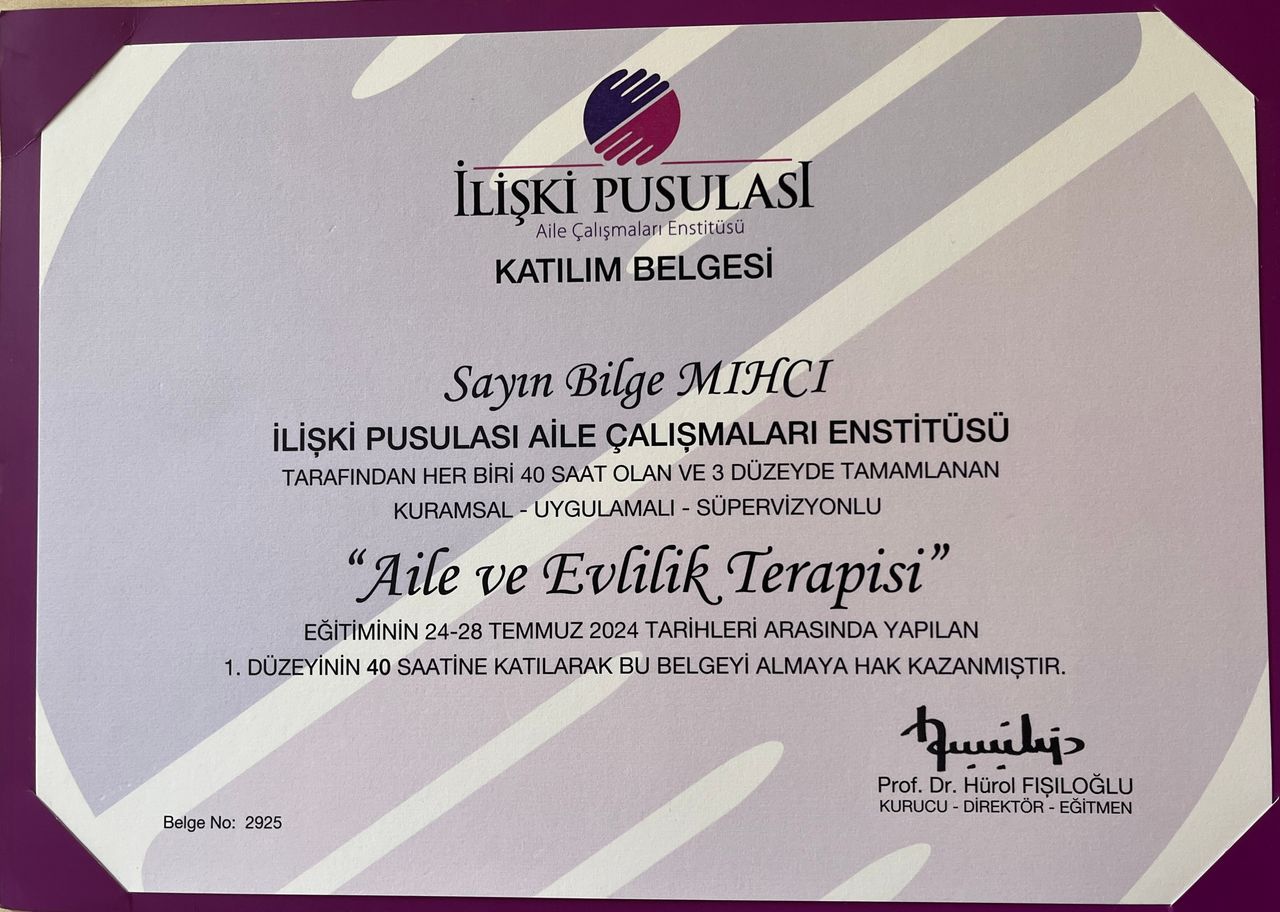 İLİŞKİ PUSULASI
Aile Çalışmaları Enstitüsü
KATILIM BELGESİ
Sayın Bilge MIHCI
İLİŞKİ PUSULASI AİLE ÇALIŞMALARI ENSTİTÜSÜ
TARAFINDAN HER BİRİ 40 SAAT OLAN VE 3 DÜZEYDE TAMAMLANAN
KURAMSAL - UYGULAMALI - SÜPERVİZYONLU
“Aile ve Evlilik Terapisi”
EĞİTİMİNİN 24-28 TEMMUZ 2024 TARİHLERİ ARASINDA YAPILAN
1. DÜZEYİNİN 40 SAATİNE KATILARAK BU BELGEYİ ALMAYA HAK KAZANMIŞTIR.
Prof. Dr. Hürol FIŞILOĞLU
KURUCU - DİREKTÖR - EĞİTMEN
Belge No: 2925